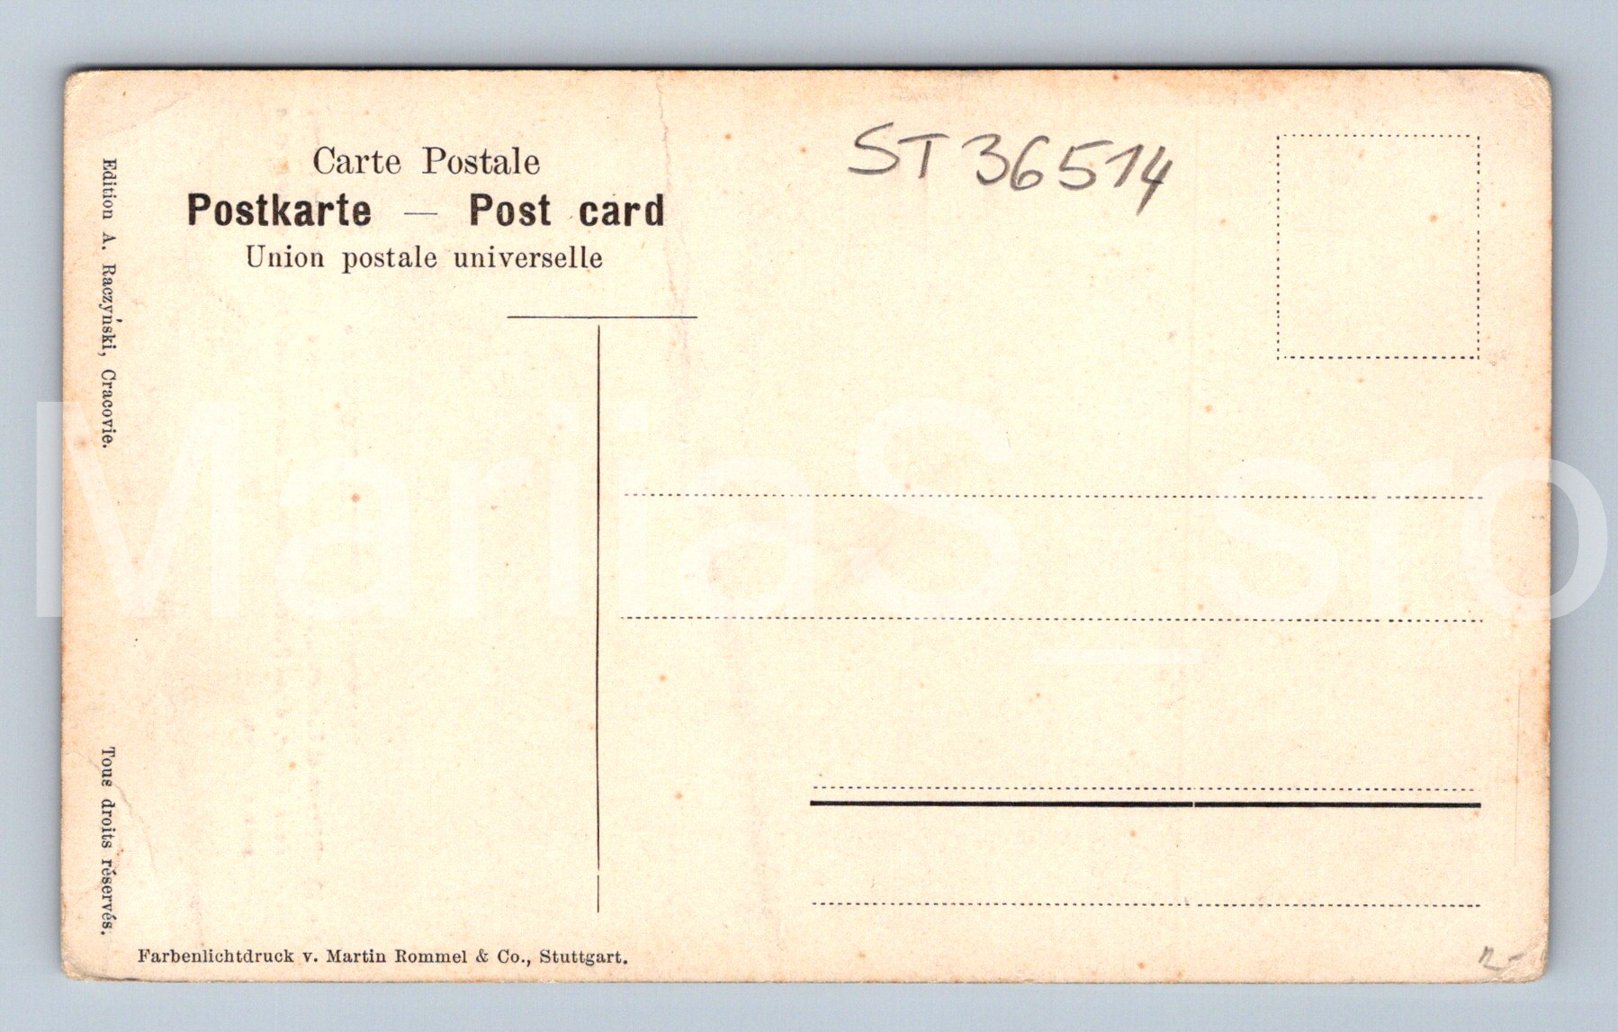 Carte Postale
Postkarte — Post card
Union postale universelle
ST 36514
Edition A. Raczyński, Cracovie.
Tous droits réservés.
Farbenlichtdruck v. Martin Rommel & Co., Stuttgart.
MariiaS_sro